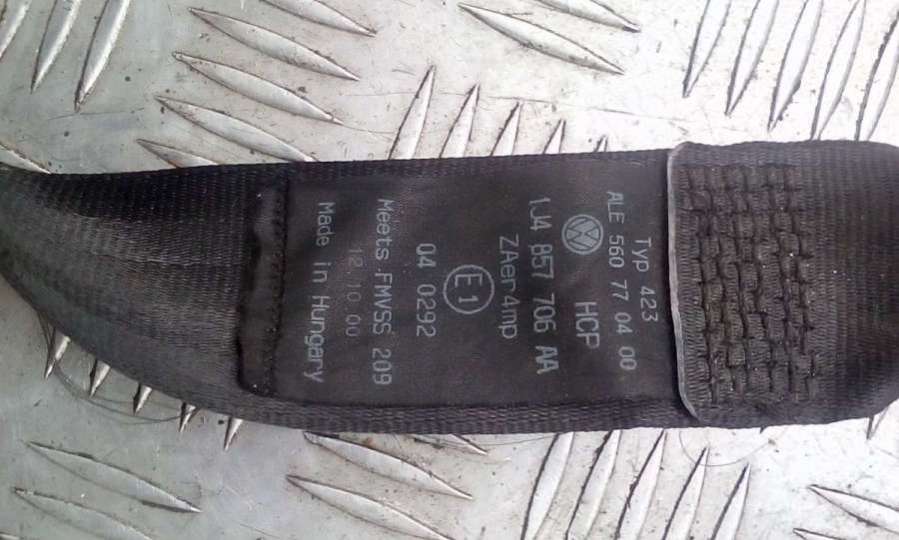 Typ 423
ALE 560 77 04 00
HCP
1J4 857 706 AA
ZAer4mp
E1
04 0292
Meets FMVSS 209
12.10.00
Made in Hungary